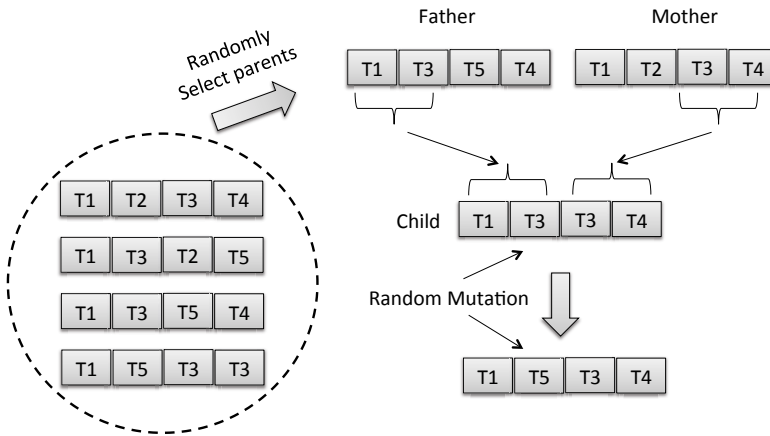 Randomly
Select parents
Father
Mother
T1 T3 T5 T4
T1 T2 T3 T4
T1 T2 T3 T4
T1 T3 T2 T5
T1 T3 T5 T4
T1 T5 T3 T3
Child
T1 T3 T3 T4
Random Mutation
T1 T5 T3 T4